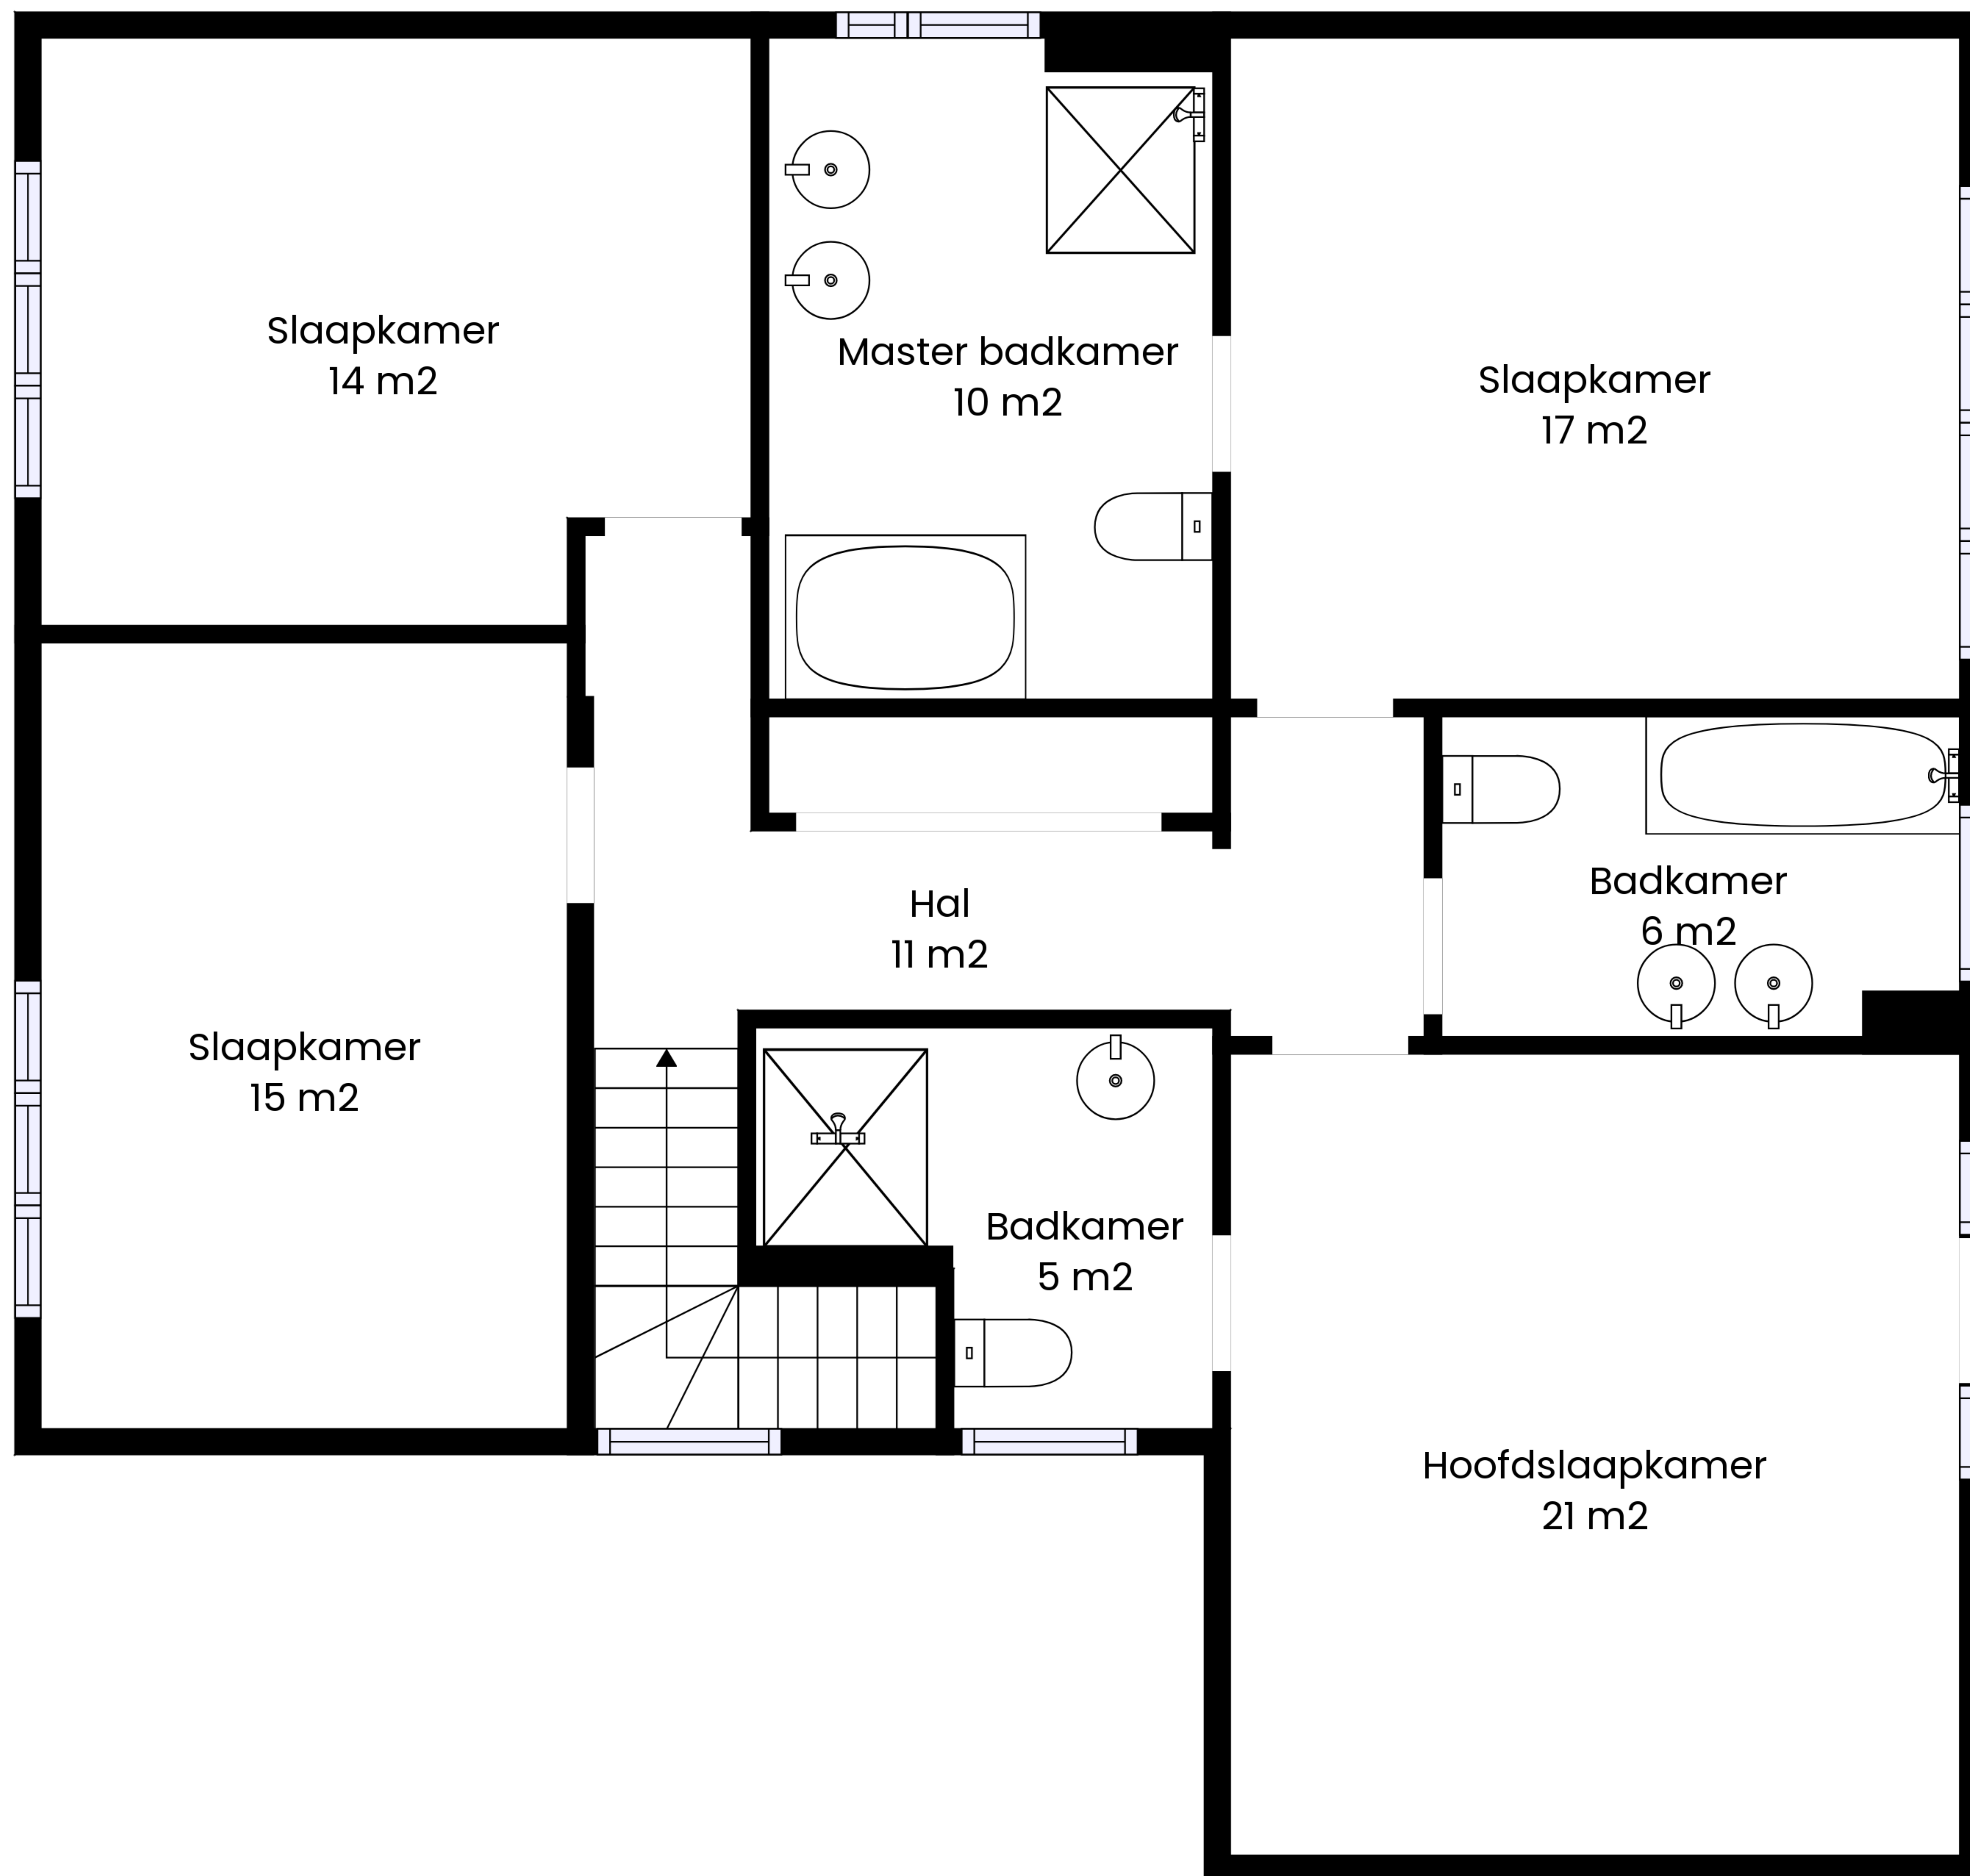 Slaapkamer
14 m2
Master badkamer
10 m2
Slaapkamer
17 m2
Badkamer
6 m2
Hal
11 m2
Slaapkamer
15 m2
Badkamer
5 m2
Hoofdslaapkamer
21 m2